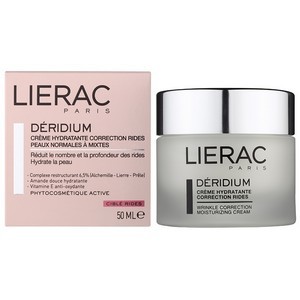 LIERAC
PARIS
DÉRIDIUM
CRÈME HYDRATANTE CORRECTION RIDES
PEAUX NORMALES À MIXTES
Réduit le nombre et la profondeur des rides
Hydrate la peau
• Complexe restructurant 6,5% (Alchemille - Lierre - Prêle)
• Amande douce hydratante
• Vitamine E anti-oxydante
PHYTOCOSMÉTIQUE ACTIVE
CIBLE RIDES
50 ML ℮
LIERAC
PARIS
DÉRIDIUM
CRÈME HYDRATANTE
CORRECTION RIDES
WRINKLE CORRECTION
MOISTURIZING CREAM